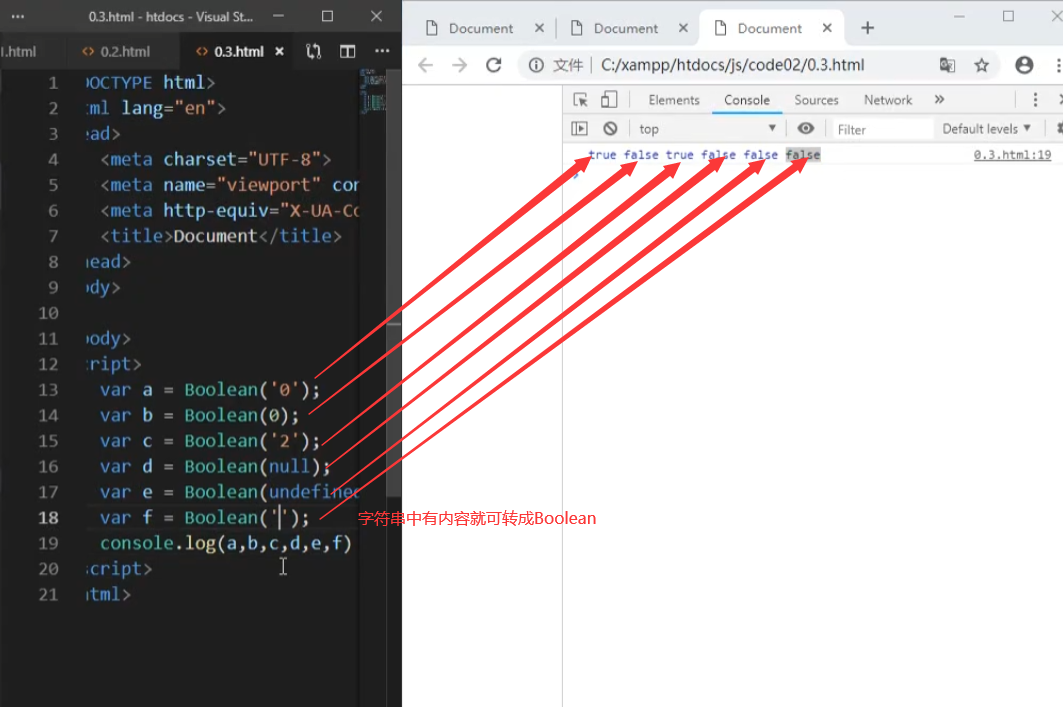 0.3.html - htdocs - Visual St...
l.html
0.2.html
0.3.html
1 OCTYPE html>
2 ml lang="en">
3 ead>
4 <meta charset="UTF-8">
5 <meta name="viewport" cor
6 <meta http-equiv="X-UA-Co
7 <title>Document</title>
8 head>
9 ody>
10
11 body>
12 cript>
13 var a = Boolean('0');
14 var b = Boolean(0);
15 var c = Boolean('2');
16 var d = Boolean(null);
17 var e = Boolean(undefined
18 var f = Boolean('');
19 console.log(a,b,c,d,e,f)
20 script>
21 html>
Document
Document
Document
文件 | C:/xampp/htdocs/js/code02/0.3.html
Elements Console Sources Network »
top Filter Default levels
true false true false false false 0.3.html:19
字符串中有内容就可转成Boolean